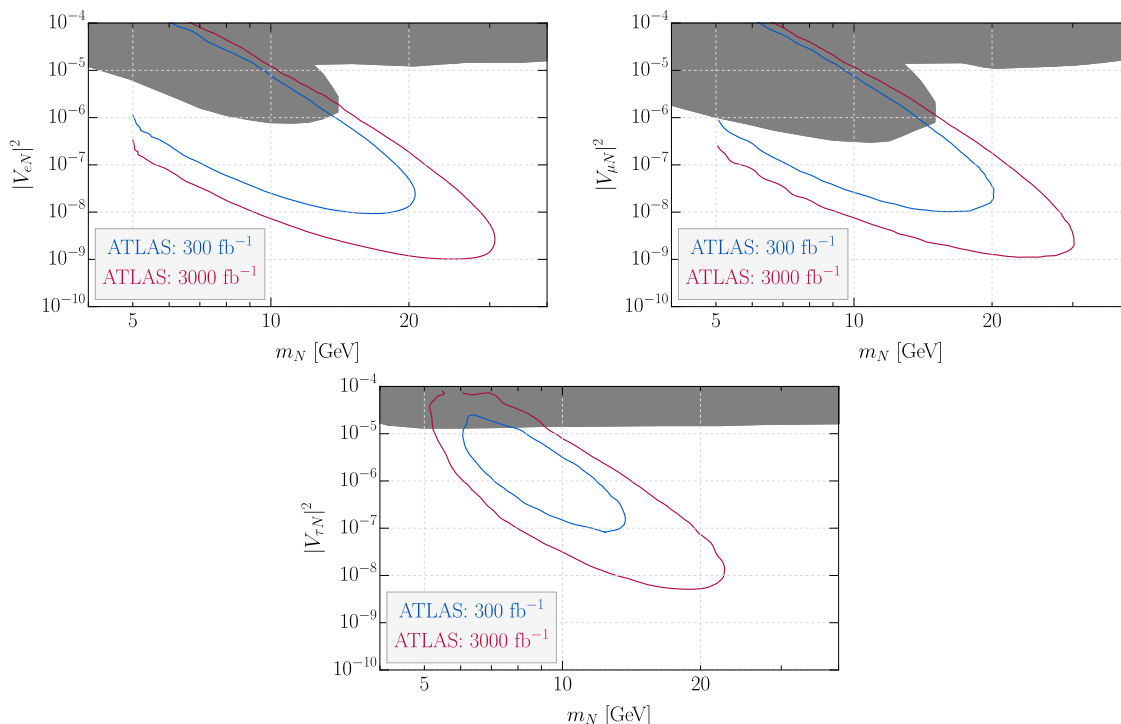 10⁻⁴
10⁻⁵
10⁻⁶
10⁻⁷
10⁻⁸
10⁻⁹
10⁻¹⁰
|V_{eN}|²
ATLAS: 300 fb⁻¹
ATLAS: 3000 fb⁻¹
5 10 20
m_N [GeV]
10⁻⁴
10⁻⁵
10⁻⁶
10⁻⁷
10⁻⁸
10⁻⁹
10⁻¹⁰
|V_{μN}|²
ATLAS: 300 fb⁻¹
ATLAS: 3000 fb⁻¹
5 10 20
m_N [GeV]
10⁻⁴
10⁻⁵
10⁻⁶
10⁻⁷
10⁻⁸
10⁻⁹
10⁻¹⁰
|V_{τN}|²
ATLAS: 300 fb⁻¹
ATLAS: 3000 fb⁻¹
5 10 20
m_N [GeV]